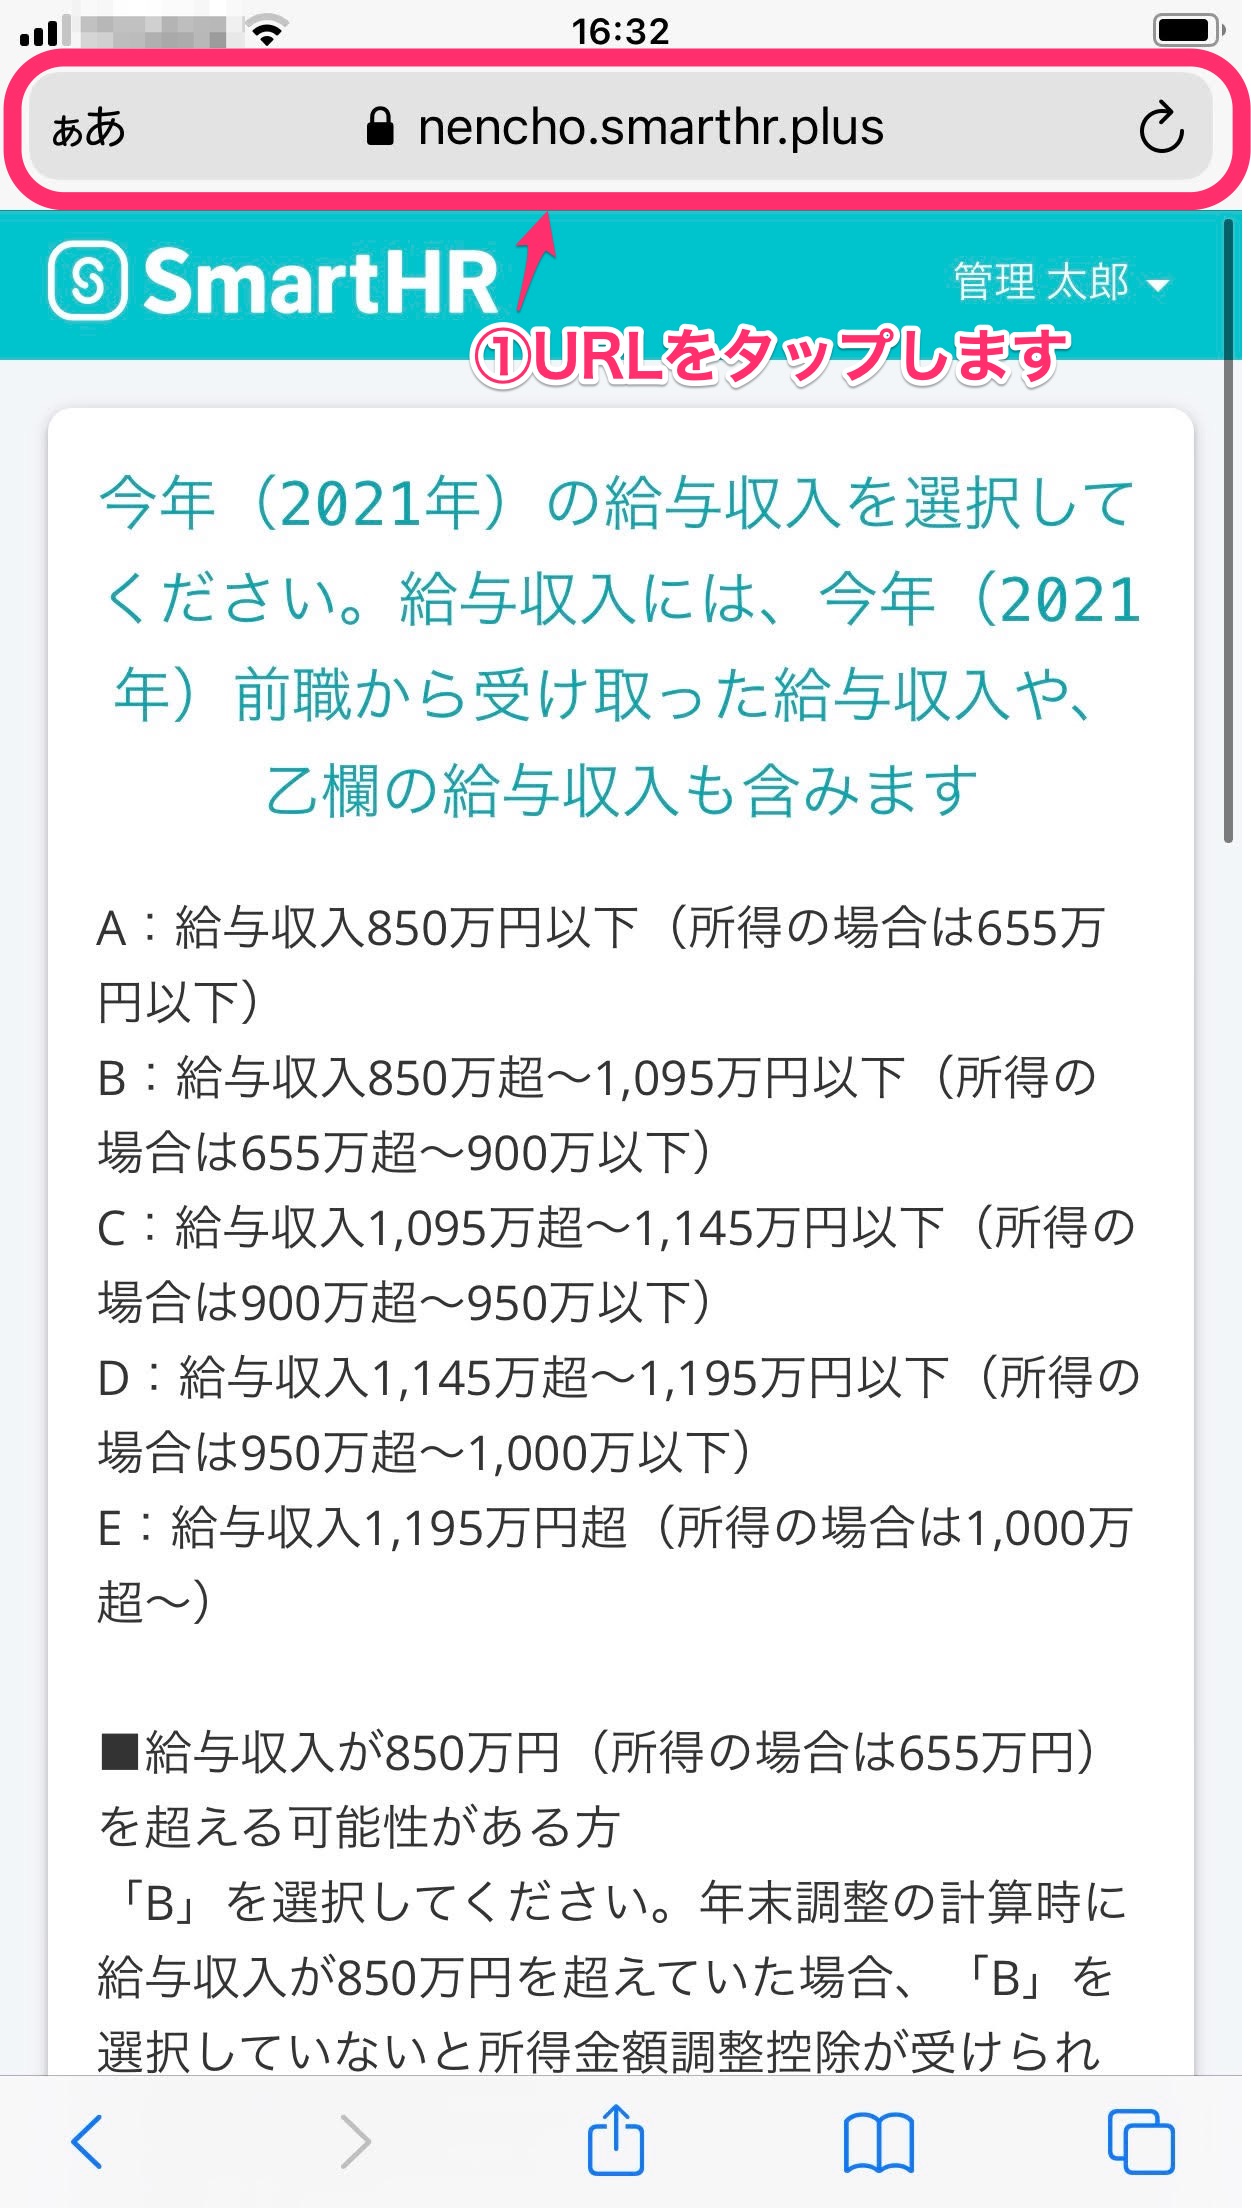 16:32
ぁあ nencho.smarthr.plus
SmartHR 管理 太郎
①URLをタップします
今年（2021年）の給与収入を選択して
ください。給与収入には、今年（2021
年）前職から受け取った給与収入や、
乙欄の給与収入も含みます
A：給与収入850万円以下（所得の場合は655万
円以下）
B：給与収入850万超〜1,095万円以下（所得の
場合は655万超〜900万以下）
C：給与収入1,095万超〜1,145万円以下（所得の
場合は900万超〜950万以下）
D：給与収入1,145万超〜1,195万円以下（所得の
場合は950万超〜1,000万以下）
E：給与収入1,195万円超（所得の場合は1,000万
超〜）
■給与収入が850万円（所得の場合は655万円）
を超える可能性がある方
「B」を選択してください。年末調整の計算時に
給与収入が850万円を超えていた場合、「B」を
選択していないと所得金額調整控除が受けられ